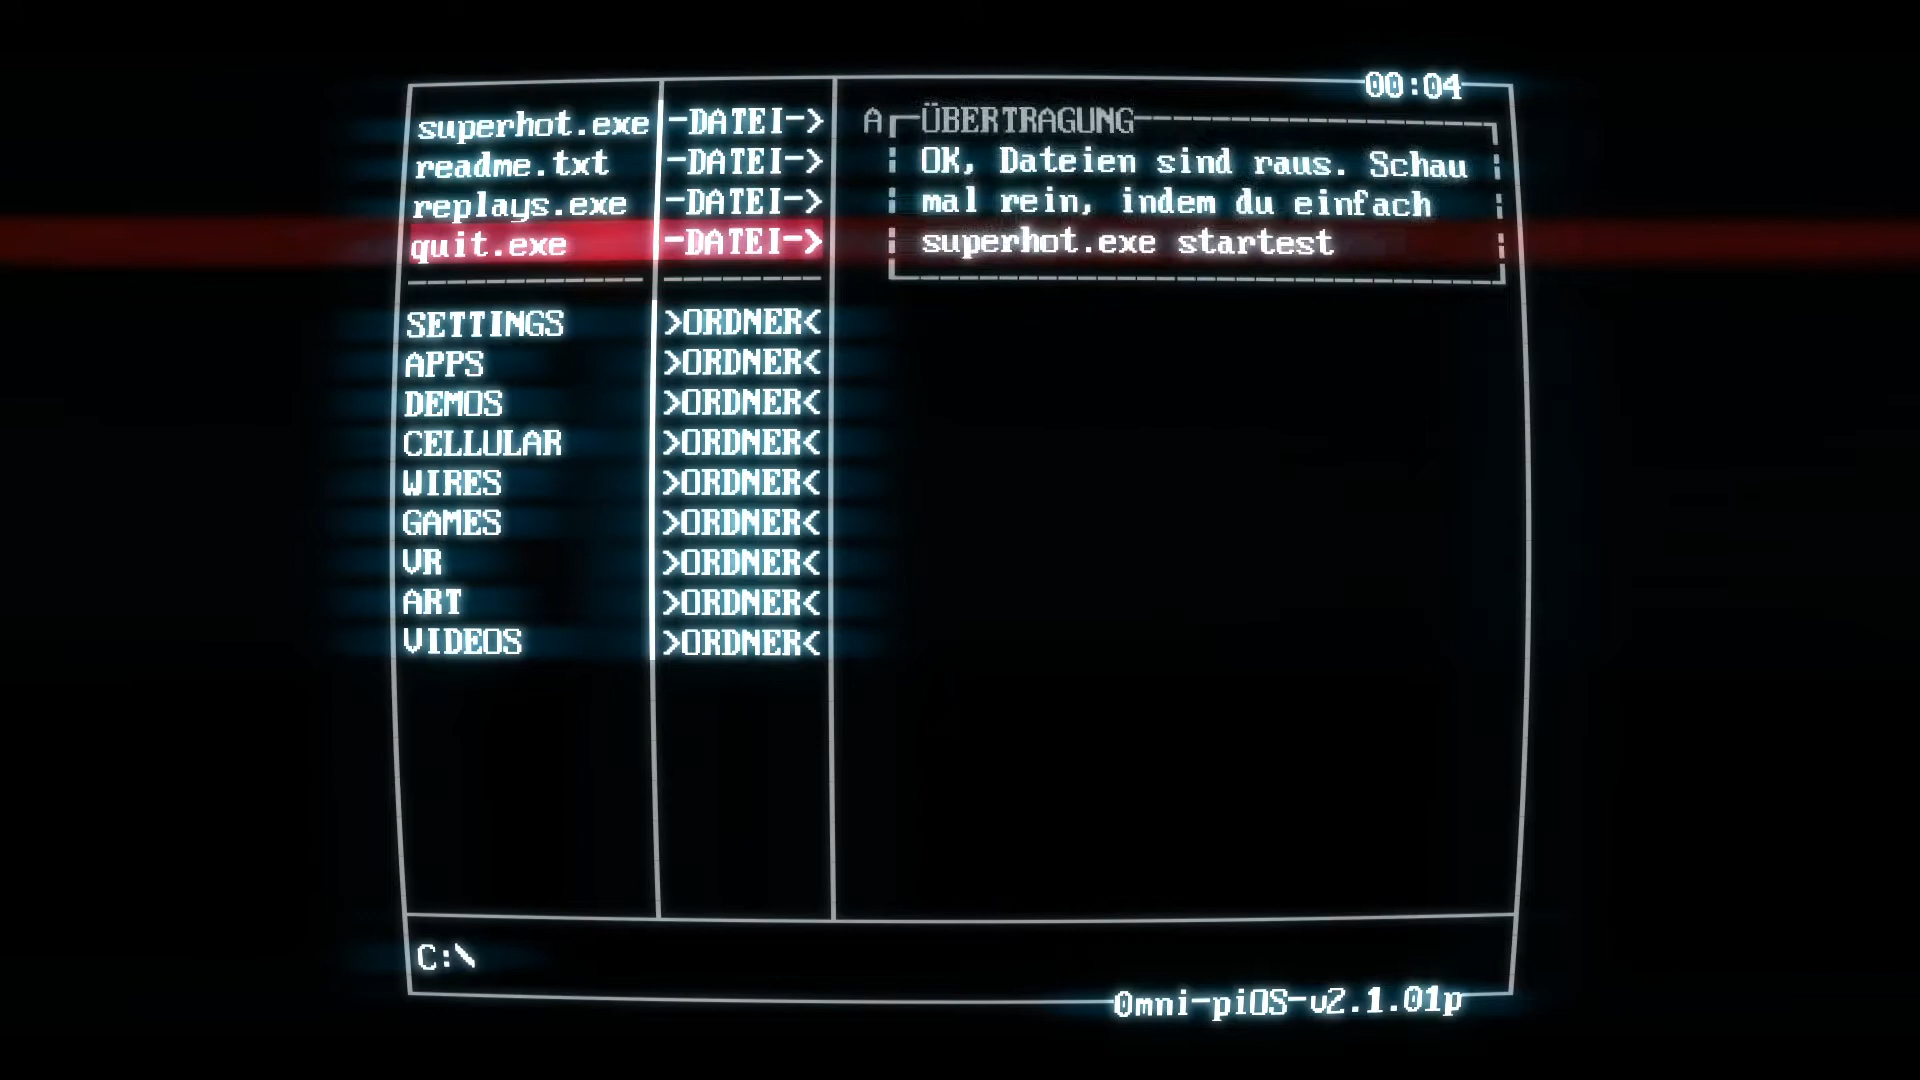 00:04
superhot.exe -DATEI->
readme.txt -DATEI->
replays.exe -DATEI->
quit.exe -DATEI->
SETTINGS >ORDNER<
APPS >ORDNER<
DEMOS >ORDNER<
CELLULAR >ORDNER<
WIRES >ORDNER<
GAMES >ORDNER<
VR >ORDNER<
ART >ORDNER<
VIDEOS >ORDNER<
A ÜBERTRAGUNG
OK, Dateien sind raus. Schau
mal rein, indem du einfach
superhot.exe startest
C:\
Omni-piOS-v2.1.01p